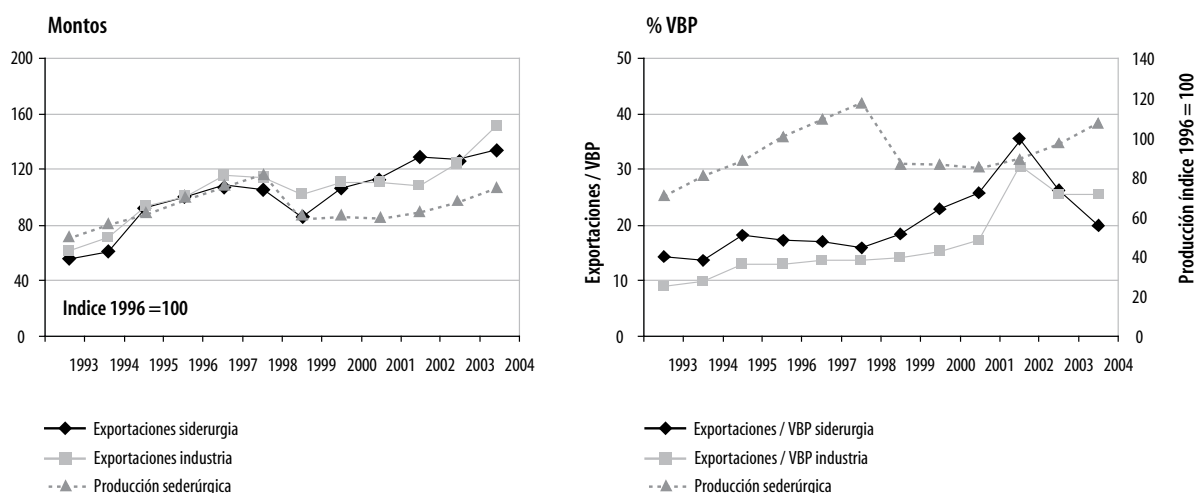 Montos
200
160
120
80
40
0
Indice 1996 =100
1993 1994 1995 1996 1997 1998 1999 2000 2001 2002 2003 2004
Exportaciones siderurgia
Exportaciones industria
Producción sederúrgica
% VBP
Exportaciones / VBP
50
40
30
20
10
0
140
120
100
80
60
40
20
0
Producción indice 1996 = 100
1993 1994 1995 1996 1997 1998 1999 2000 2001 2002 2003 2004
Exportaciones / VBP siderurgia
Exportaciones / VBP industria
Producción sederúrgica